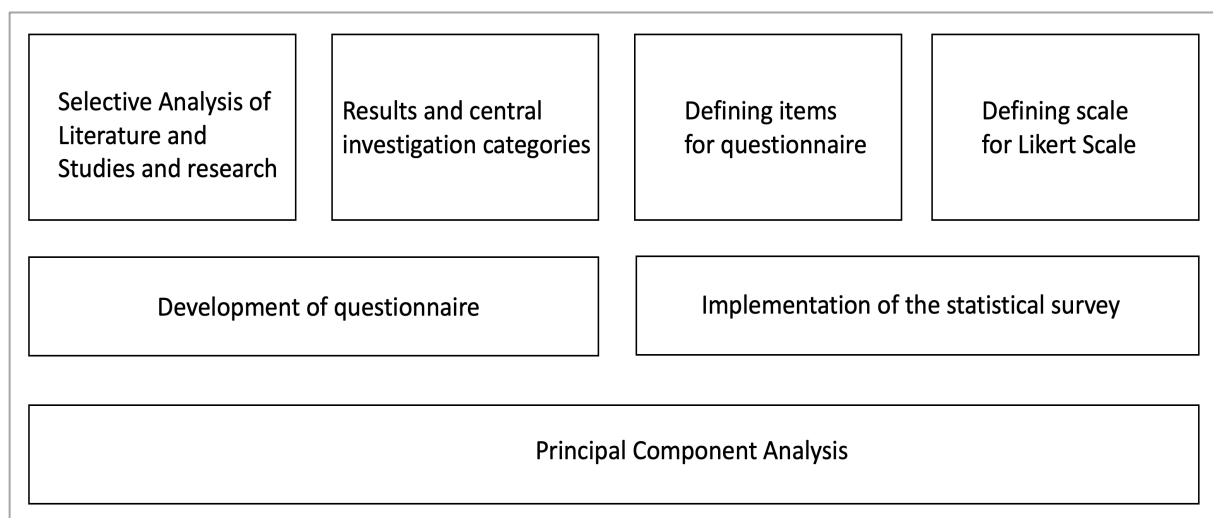 Selective Analysis of
Literature and
Studies and research
Results and central
investigation categories
Defining items
for questionnaire
Defining scale
for Likert Scale
Development of questionnaire
Implementation of the statistical survey
Principal Component Analysis